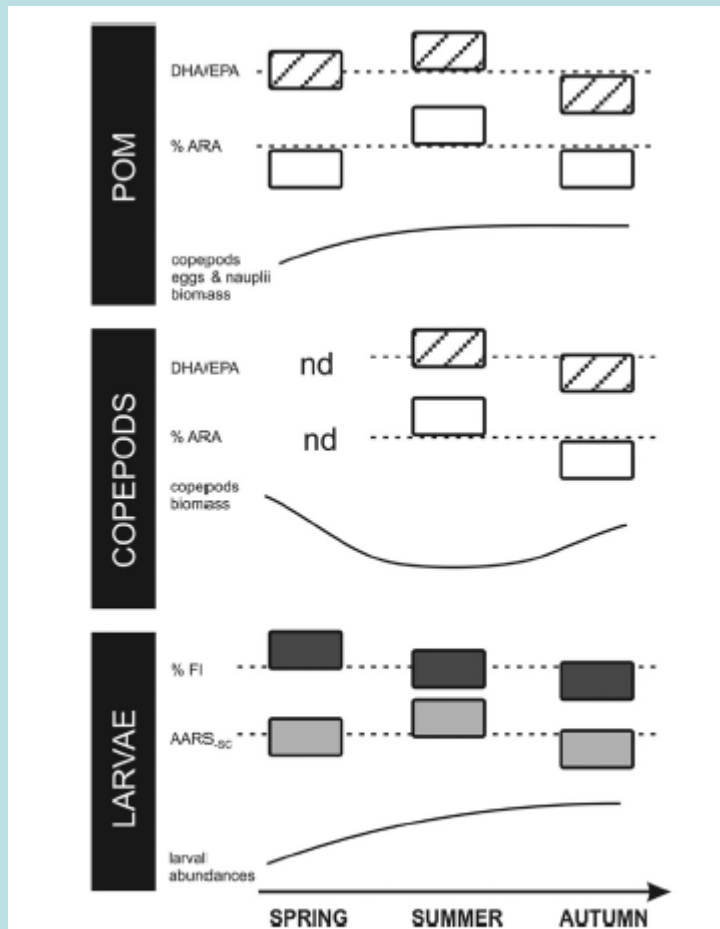 POM
DHA/EPA
% ARA
copepods
eggs & nauplii
biomass
COPEPODS
DHA/EPA
nd
% ARA
nd
copepods
biomass
LARVAE
% FI
AARS-SC
larval
abundances
SPRING SUMMER AUTUMN